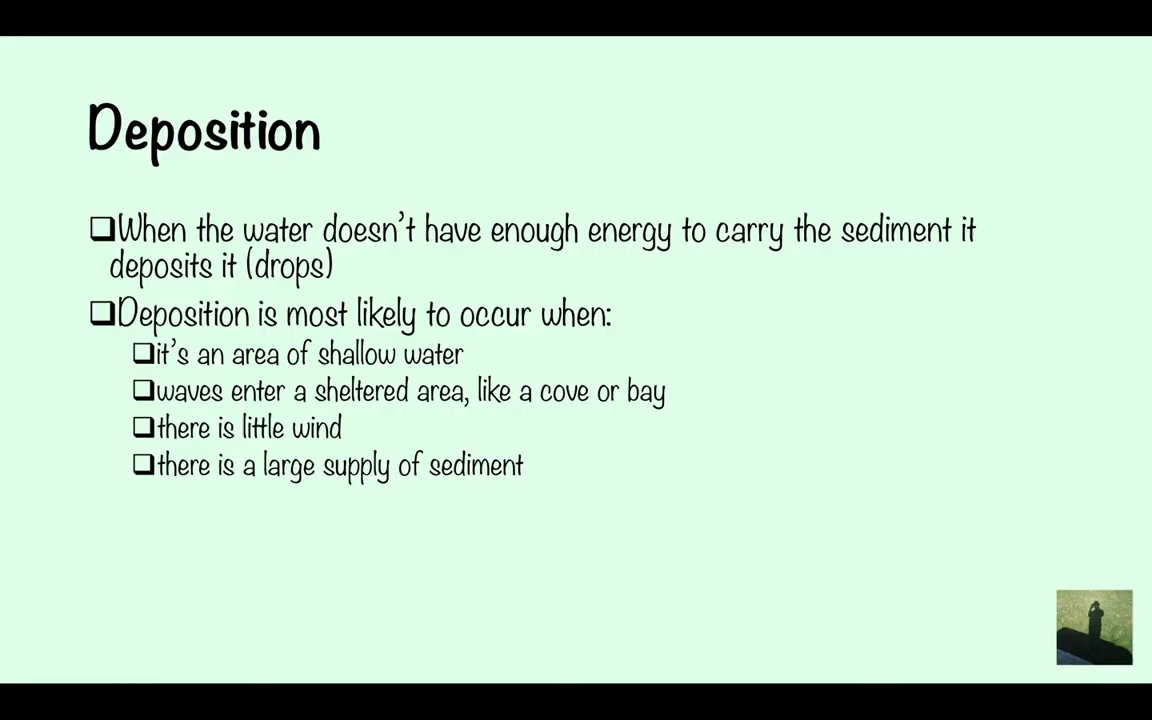 Deposition
❑When the water doesn't have enough energy to carry the sediment it
deposits it (drops)
❑Deposition is most likely to occur when:
❑it's an area of shallow water
❑waves enter a sheltered area, like a cove or bay
❑there is little wind
❑there is a large supply of sediment